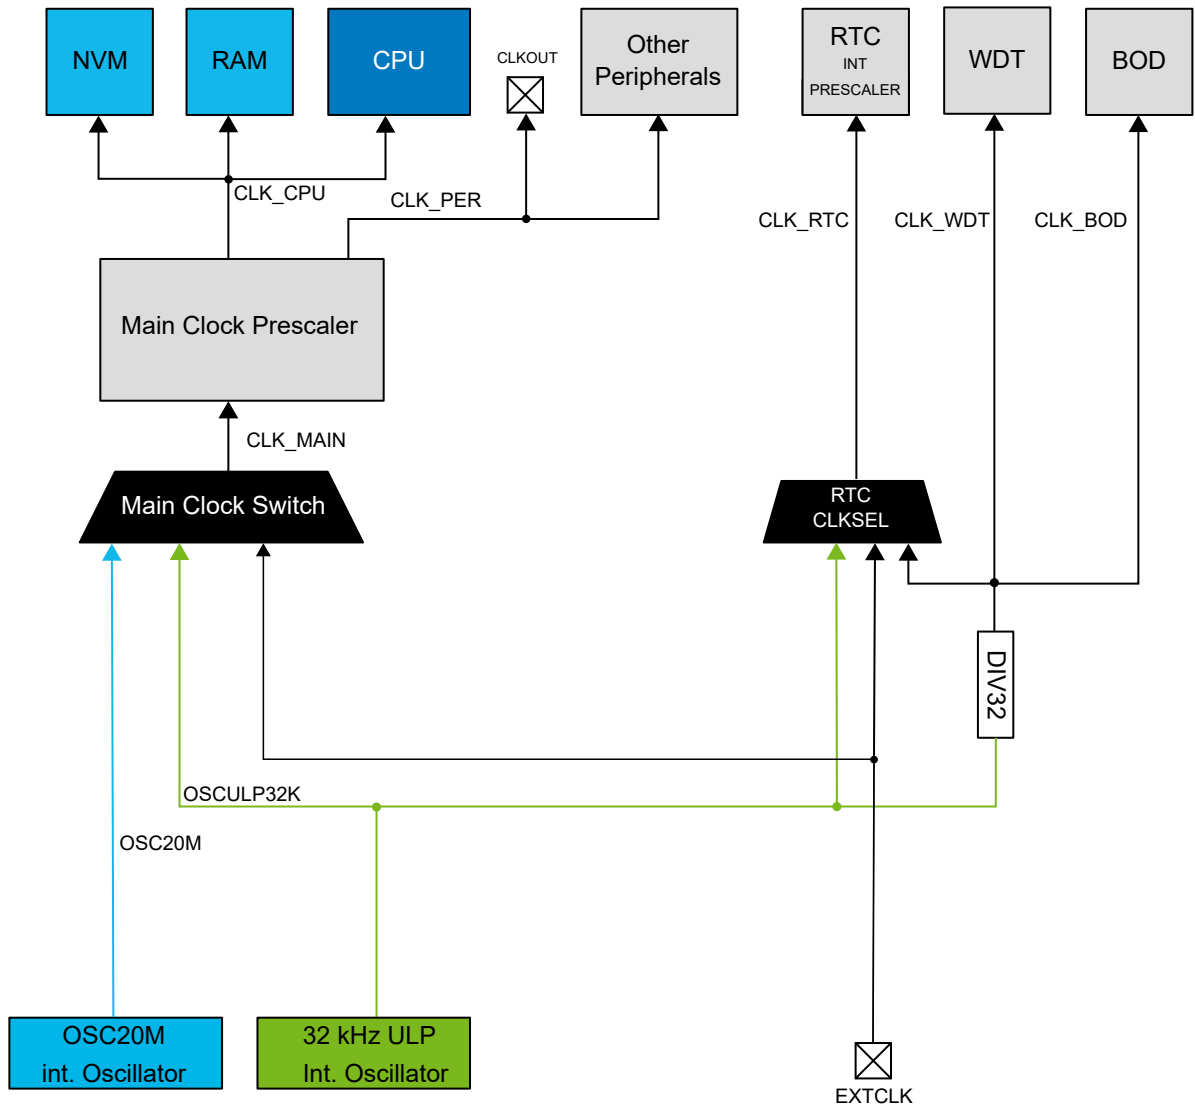 NVM
RAM
CPU
CLKOUT
Other
Peripherals
RTC
INT
PRESCALER
WDT
BOD
CLK_CPU
CLK_PER
CLK_RTC
CLK_WDT
CLK_BOD
Main Clock Prescaler
CLK_MAIN
Main Clock Switch
RTC
CLKSEL
DIV32
OSCULP32K
OSC20M
OSC20M
int. Oscillator
32 kHz ULP
Int. Oscillator
EXTCLK